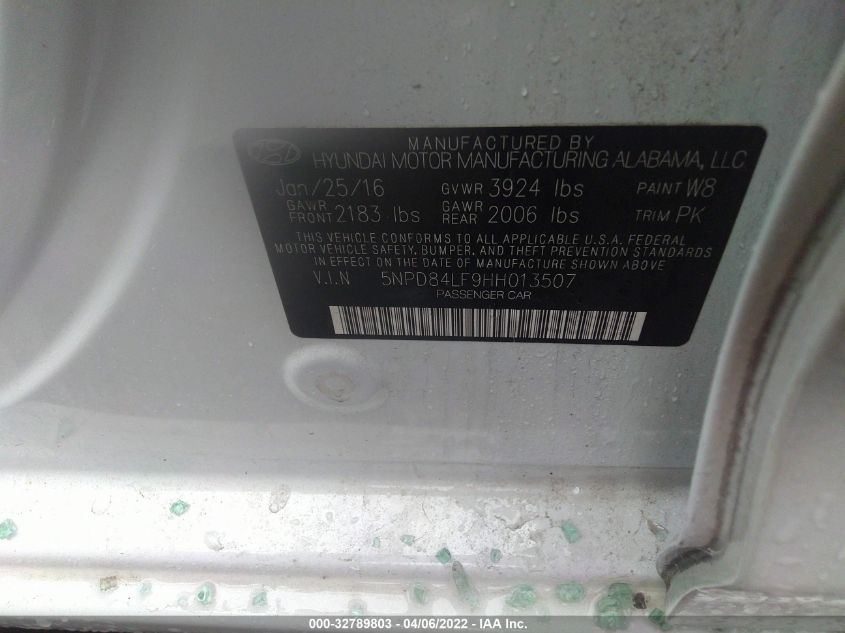 MANUFACTURED BY
HYUNDAI MOTOR MANUFACTURING ALABAMA, LLC
Jan/25/16 GVWR 3924 lbs PAINT W8
GAWR FRONT 2183 lbs GAWR REAR 2006 lbs TRIM PK
THIS VEHICLE CONFORMS TO ALL APPLICABLE U.S.A. FEDERAL
MOTOR VEHICLE SAFETY, BUMPER, AND THEFT PREVENTION STANDARDS
IN EFFECT ON THE DATE OF MANUFACTURE SHOWN ABOVE.
V.I.N 5NPD84LF9HH013507
PASSENGER CAR
000-32789803 - 04/06/2022 - IAA Inc.